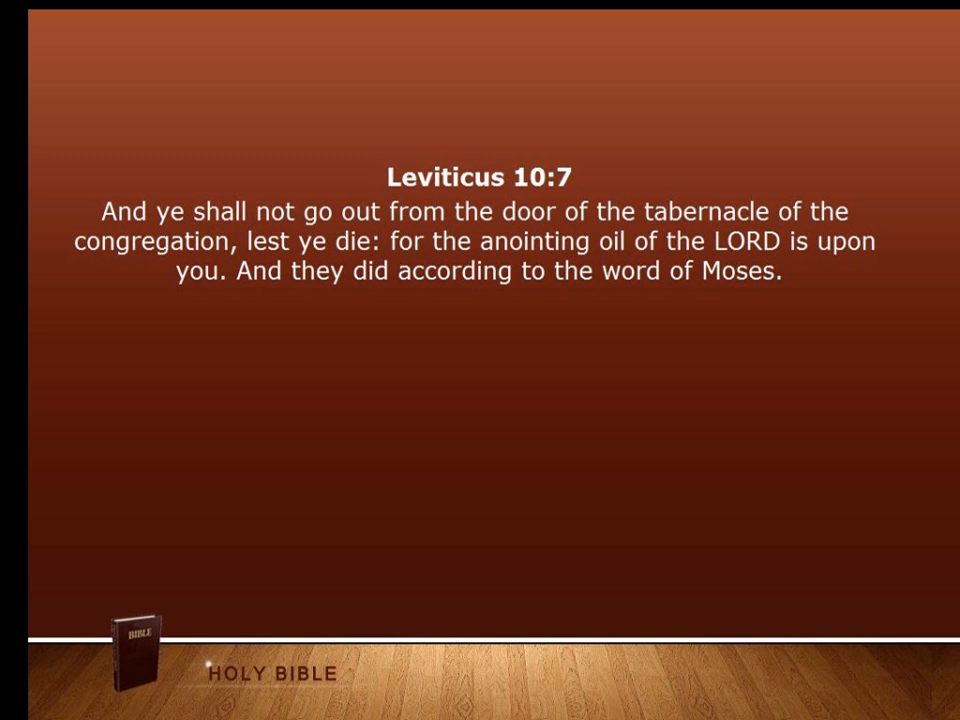 Leviticus 10:7
And ye shall not go out from the door of the tabernacle of the
congregation, lest ye die: for the anointing oil of the LORD is upon
you. And they did according to the word of Moses.
BIBLE
HOLY BIBLE